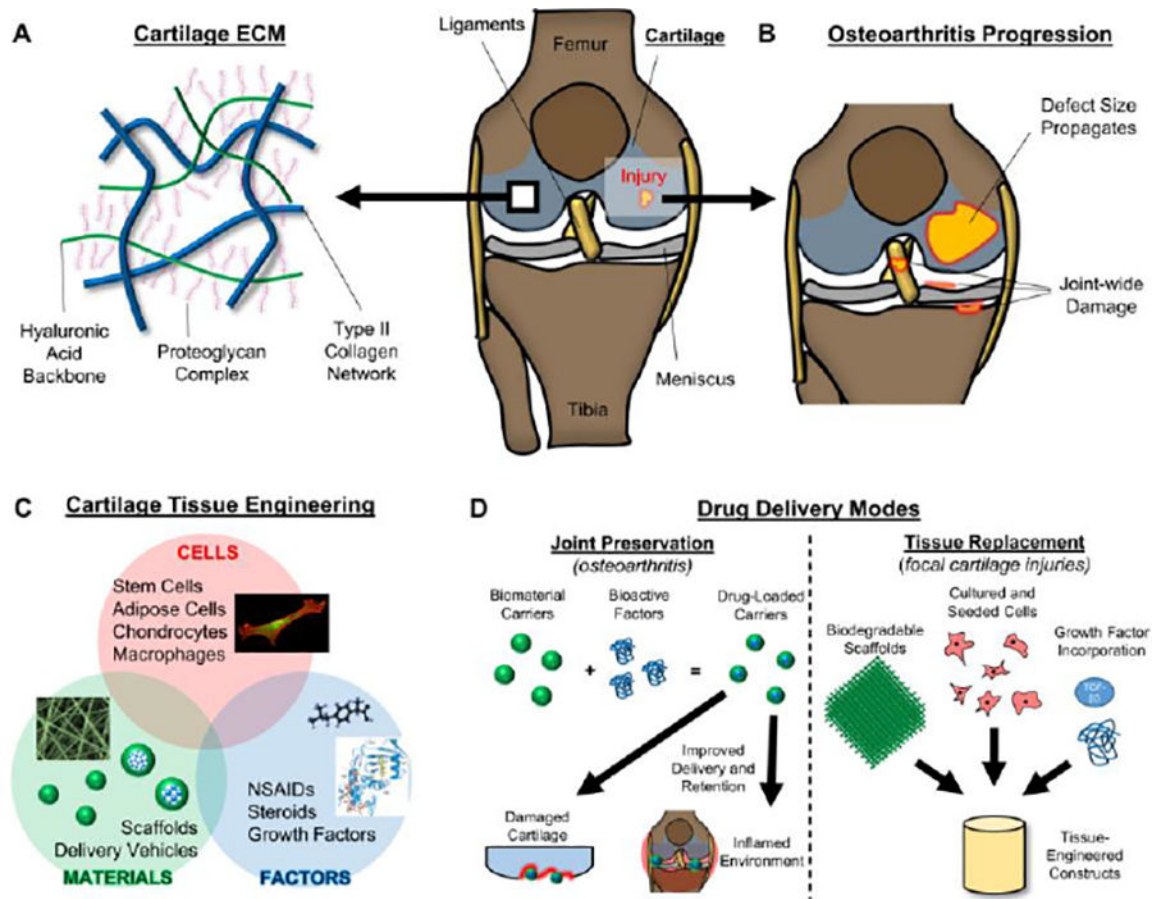 A
Cartilage ECM
Hyaluronic
Acid
Backbone
Proteoglycan
Complex
Type II
Collagen
Network
Ligaments
Femur
Cartilage
Injury
Meniscus
Tibia
B
Osteoarthritis Progression
Defect Size
Propagates
Joint-wide
Damage
C
Cartilage Tissue Engineering
CELLS
Stem Cells
Adipose Cells
Chondrocytes
Macrophages
Scaffolds
Delivery Vehicles
MATERIALS
NSAIDs
Steroids
Growth Factors
FACTORS
D
Drug Delivery Modes
Joint Preservation
(osteoarthritis)
Biomaterial
Carriers
Bioactive
Factors
Drug-Loaded
Carriers
+
=
Improved
Delivery and
Retention
Damaged
Cartilage
Inflamed
Environment
Tissue Replacement
(focal cartilage injuries)
Biodegradable
Scaffolds
Cultured and
Seeded Cells
Growth Factor
Incorporation
Tissue-
Engineered
Constructs